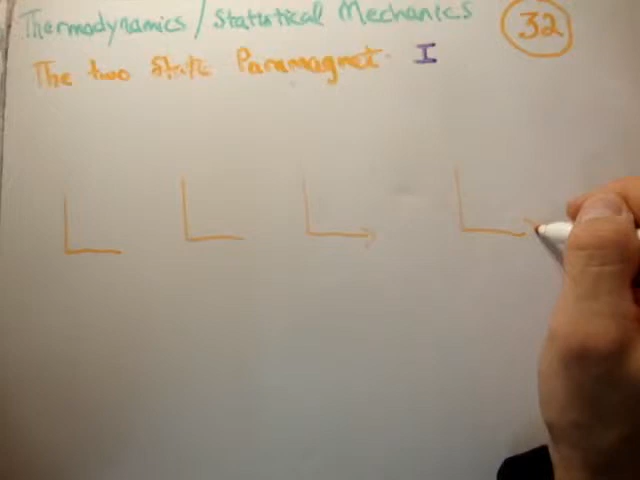 Thermodynamics / Statistical Mechanics
32
The two State Paramagnet I